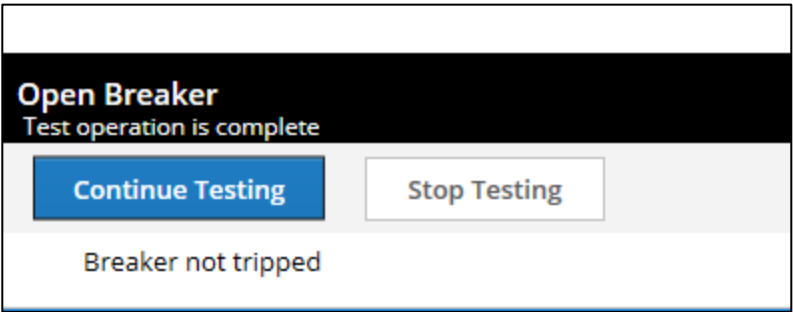 Open Breaker
Test operation is complete
Continue Testing
Stop Testing
Breaker not tripped